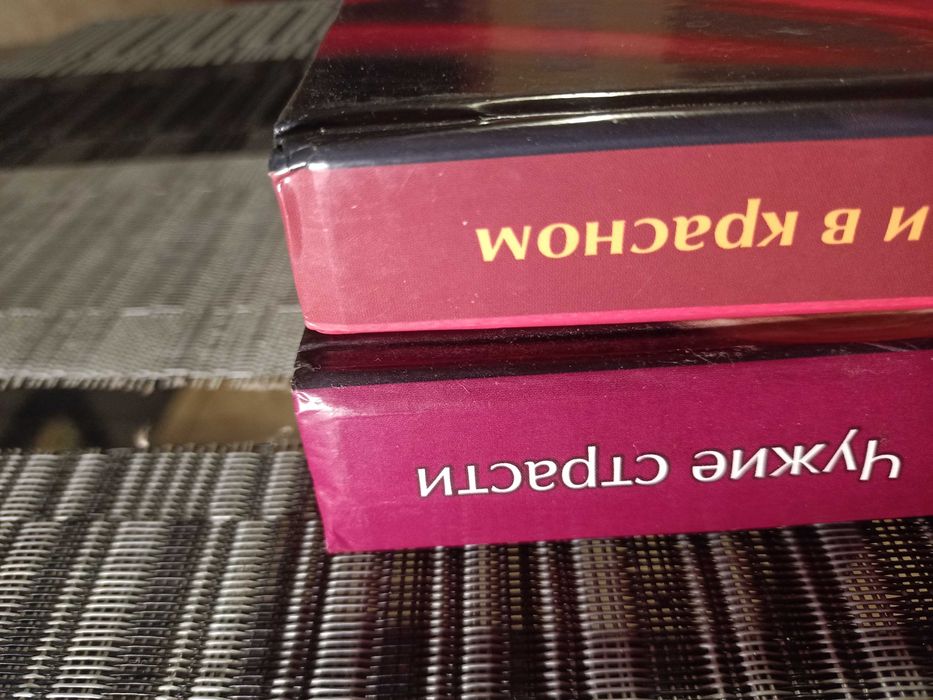 и в красном
Чужие страсти